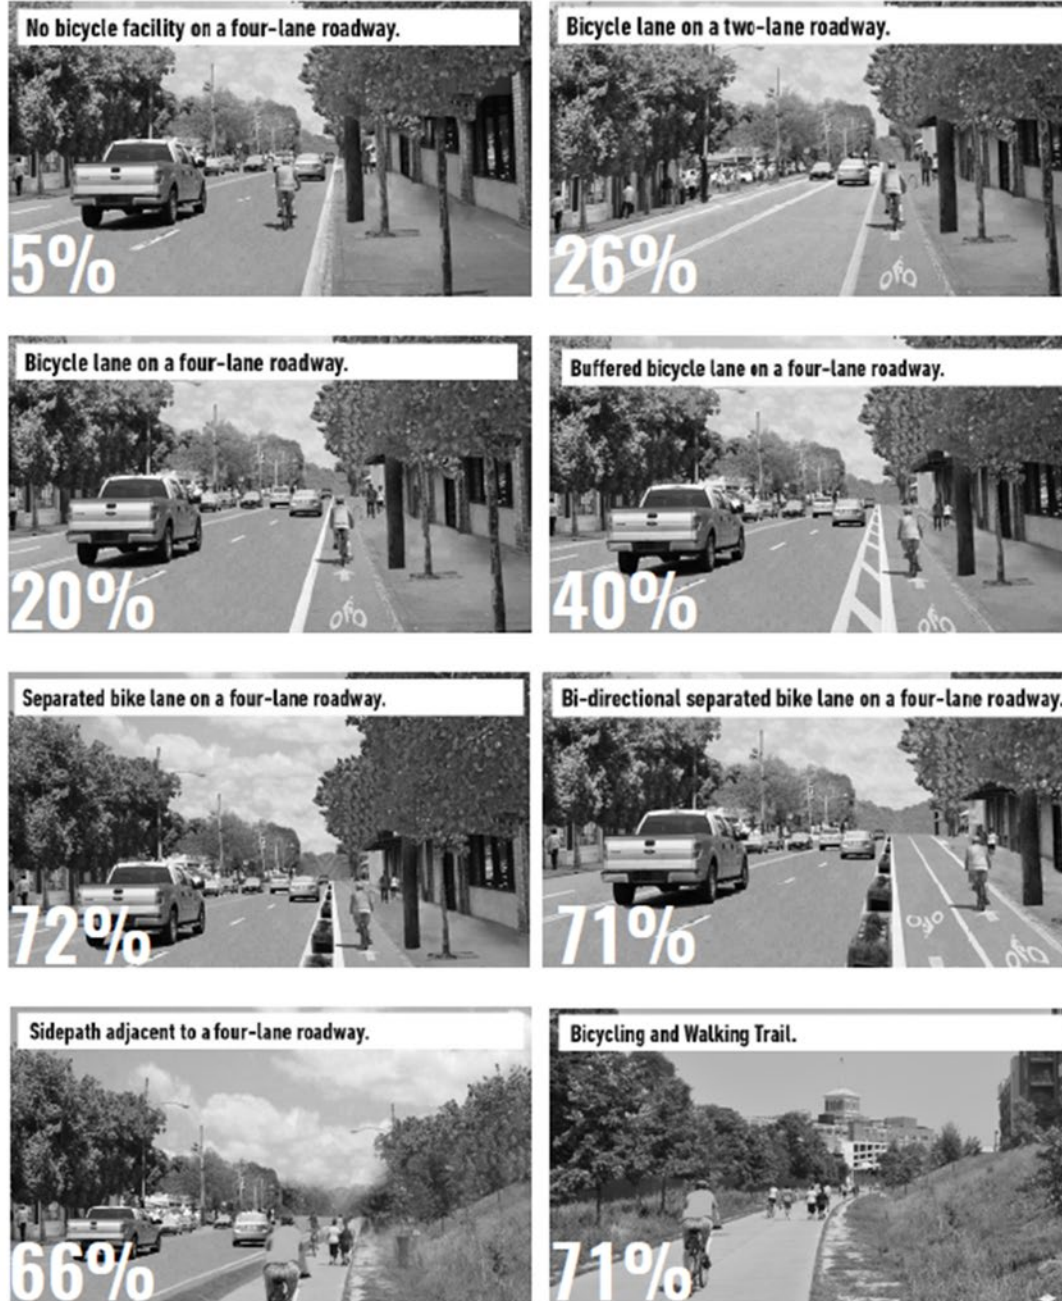 No bicycle facility on a four-lane roadway.
5%
Bicycle lane on a two-lane roadway.
26%
Bicycle lane on a four-lane roadway.
20%
Buffered bicycle lane on a four-lane roadway.
40%
Separated bike lane on a four-lane roadway.
72%
Bi-directional separated bike lane on a four-lane roadway.
71%
Sidepath adjacent to a four-lane roadway.
66%
Bicycling and Walking Trail.
71%